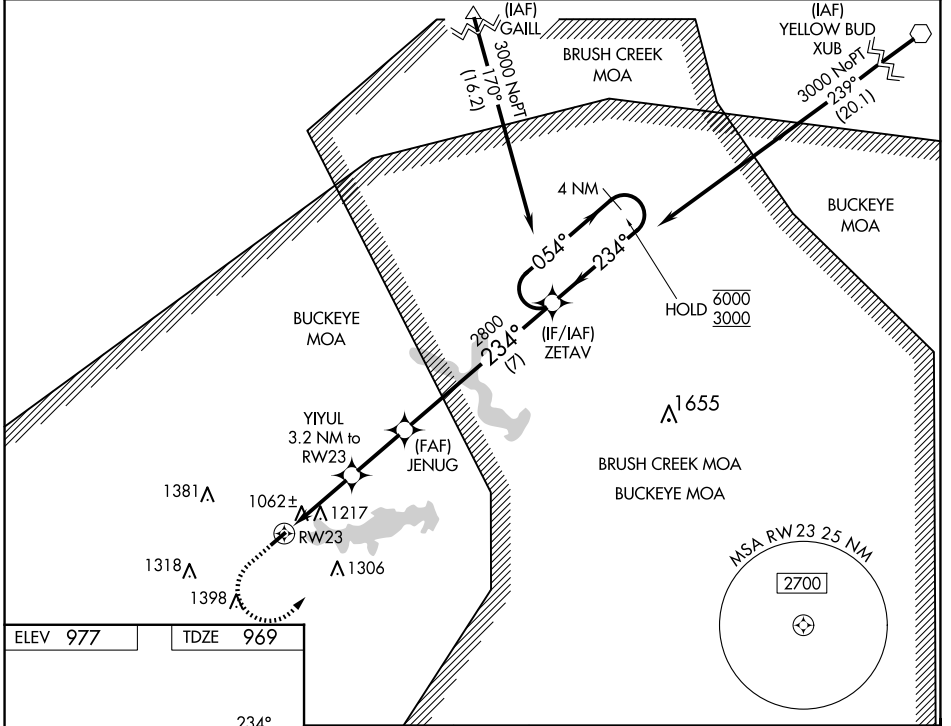 (IAF)
GAILL
(IAF)
YELLOW BUD
XUB
3000 NoPT
170°
(16.2)
BRUSH CREEK
MOA
3000 NoPT
239°
(20.1)
4 NM
BUCKEYE
MOA
054°
234°
HOLD 6000
3000
(IF/IAF)
ZETAV
BUCKEYE
MOA
2800
234°
(7)
1655
YIYUL
3.2 NM to
RW23
(FAF)
JENUG
BRUSH CREEK MOA
BUCKEYE MOA
1381
1062±
1217
RW23
MSA RW23 25 NM
2700
1318
1306
1398
ELEV 977
TDZE 969
234°